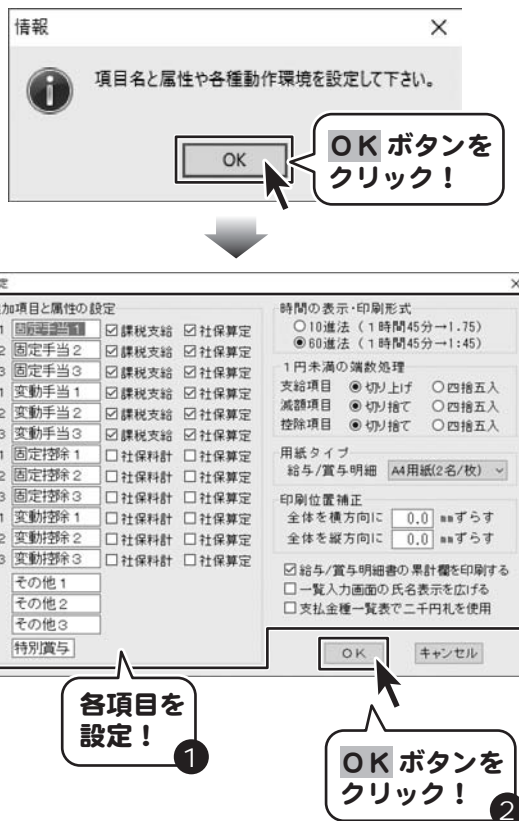 情報
項目名と属性や各種動作環境を設定して下さい。
OK
OK ボタンを
クリック！
定
加項目と属性の設定
1 固定手当1 ☑課税支給 ☑社保算定
2 固定手当2 ☑課税支給 ☑社保算定
3 固定手当3 ☑課税支給 ☑社保算定
1 変動手当1 ☑課税支給 ☑社保算定
2 変動手当2 ☑課税支給 ☑社保算定
3 変動手当3 ☑課税支給 ☑社保算定
1 固定控除1 □社保料計 □社保算定
2 固定控除2 □社保料計 □社保算定
3 固定控除3 □社保料計 □社保算定
1 変動控除1 □社保料計 □社保算定
2 変動控除2 □社保料計 □社保算定
3 変動控除3 □社保料計 □社保算定
その他1
その他2
その他3
特別賞与
時間の表示・印刷形式
○10進法（1時間45分→1.75）
◉60進法（1時間45分→1:45）
1円未満の端数処理
支給項目 ◉切り上げ ○四捨五入
減額項目 ◉切り捨て ○四捨五入
控除項目 ◉切り捨て ○四捨五入
用紙タイプ
給与/賞与明細 A4用紙(2名/枚)
印刷位置補正
全体を横方向に 0.0 mmずらす
全体を縦方向に 0.0 mmずらす
☑給与/賞与明細書の累計欄を印刷する
□一覧入力画面の氏名表示を広げる
□支払金種一覧表で二千円札を使用
OK キャンセル
各項目を
設定！
1
OK ボタンを
クリック！
2